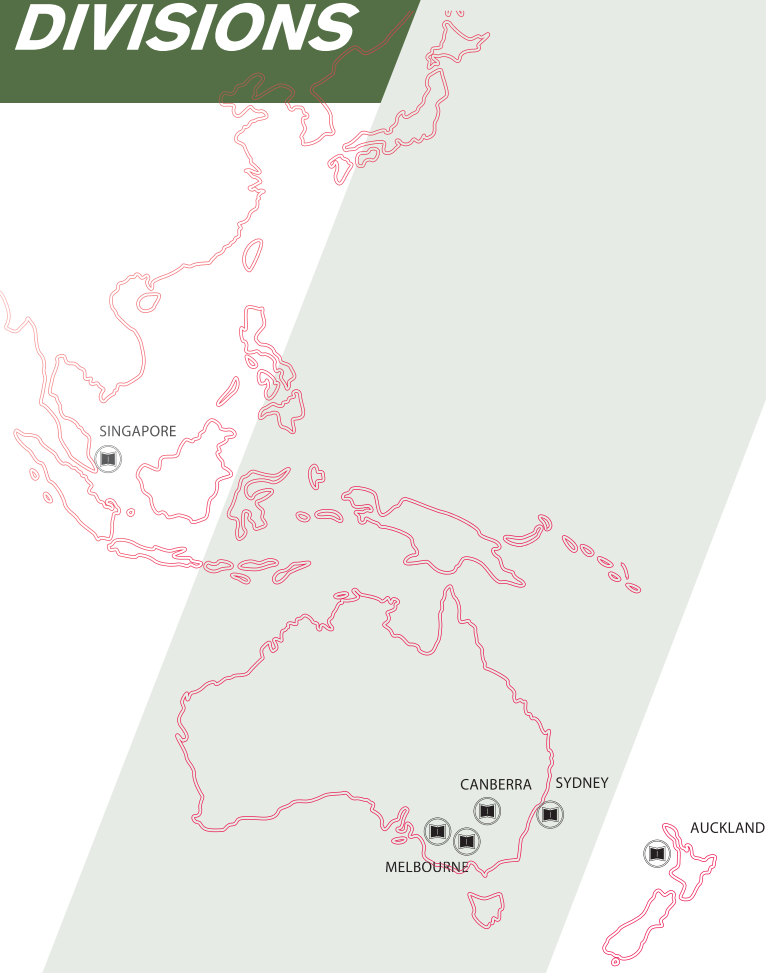 DIVISIONS
SINGAPORE
CANBERRA
SYDNEY
AUCKLAND
MELBOURNE